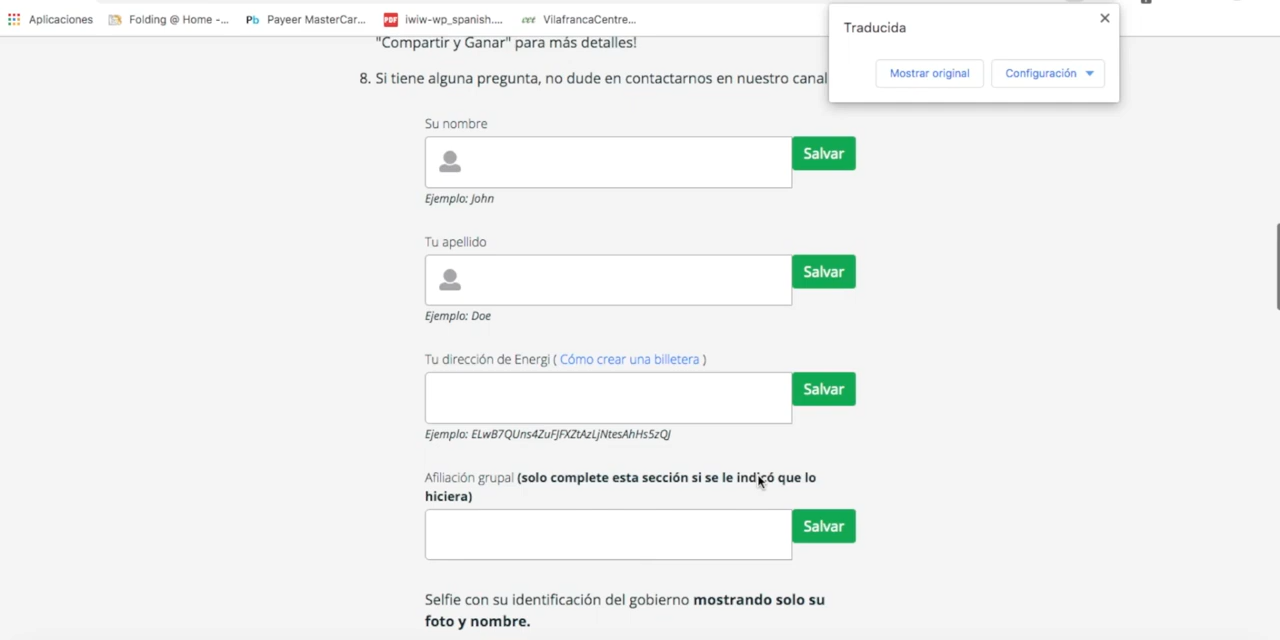 Aplicaciones
Folding @ Home -...
Pb
Payeer MasterCar...
PDF
iwiw-wp_spanish....
VilafrancaCentre...
Traducida
Mostrar original
Configuración
"Compartir y Ganar" para más detalles!
8. Si tiene alguna pregunta, no dude en contactarnos en nuestro canal
Su nombre
Salvar
Ejemplo: John
Tu apellido
Salvar
Ejemplo: Doe
Tu dirección de Energi ( Cómo crear una billetera )
Salvar
Ejemplo: ELwB7QUns4ZuFJFXZtAzLjNtesAhHs5zQJ
Afiliación grupal (solo complete esta sección si se le indicó que lo
hiciera)
Salvar
Selfie con su identificación del gobierno mostrando solo su
foto y nombre.